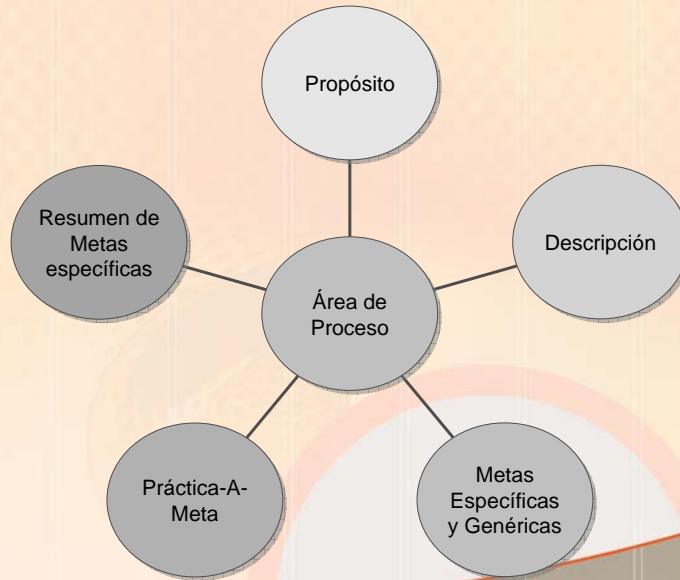 Propósito
Resumen de
Metas
específicas
Descripción
Área de
Proceso
Práctica-A-
Meta
Metas
Específicas
y Genéricas